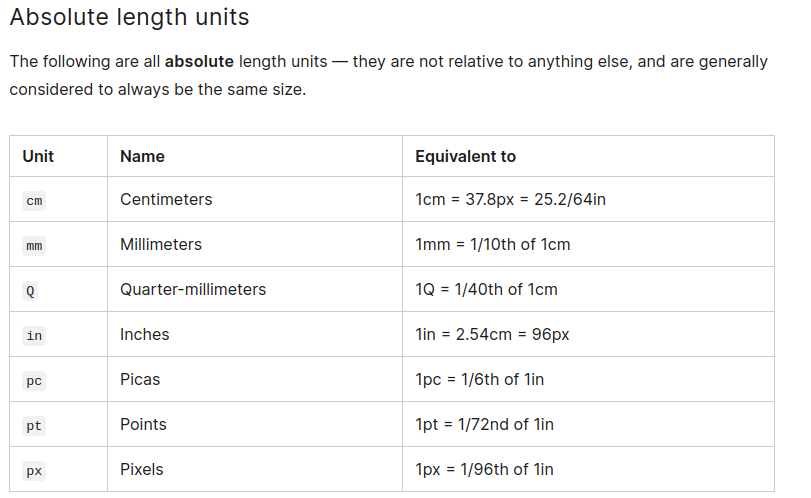 Absolute length units
The following are all absolute length units — they are not relative to anything else, and are generally
considered to always be the same size.
Unit Name Equivalent to
cm Centimeters 1cm = 37.8px = 25.2/64in
mm Millimeters 1mm = 1/10th of 1cm
Q Quarter-millimeters 1Q = 1/40th of 1cm
in Inches 1in = 2.54cm = 96px
pc Picas 1pc = 1/6th of 1in
pt Points 1pt = 1/72nd of 1in
px Pixels 1px = 1/96th of 1in